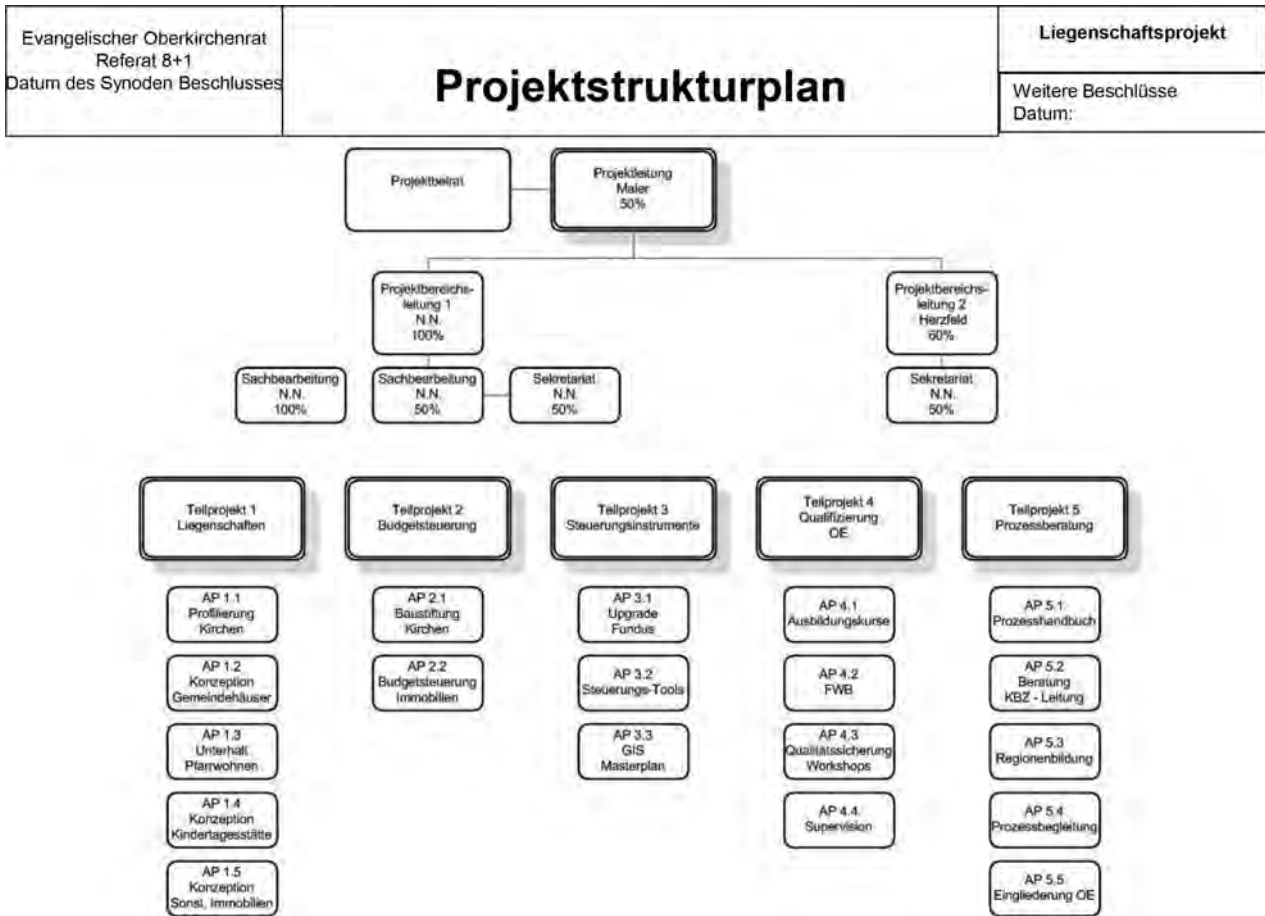 Evangelischer Oberkirchenrat
Referat 8+1
Datum des Synoden Beschlusses
Projektstrukturplan
Liegenschaftsprojekt
Weitere Beschlüsse
Datum:
Projektbeirat
Projektleitung
Maier
50%
Projektbereichs-
leitung 1
N.N.
100%
Projektbereichs-
leitung 2
Herzfeld
60%
Sachbearbeitung
N.N.
100%
Sachbearbeitung
N.N.
50%
Sekretariat
N.N.
50%
Sekretariat
N.N.
50%
Teilprojekt 1
Liegenschaften
Teilprojekt 2
Budgetsteuerung
Teilprojekt 3
Steuerungsinstrumente
Teilprojekt 4
Qualifizierung
OE
Teilprojekt 5
Prozessberatung
AP 1.1
Profilierung
Kirchen
AP 1.2
Konzeption
Gemeindehäuser
AP 1.3
Unterhalt
Pfarrwohnen
AP 1.4
Konzeption
Kindertagesstätte
AP 1.5
Konzeption
Sonst. Immobilien
AP 2.1
Baustiftung
Kirchen
AP 2.2
Budgetsteuerung
Immobilien
AP 3.1
Upgrade
Fundus
AP 3.2
Steuerungs-Tools
AP 3.3
GIS
Masterplan
AP 4.1
Ausbildungskurse
AP 4.2
FWB
AP 4.3
Qualitätssicherung
Workshops
AP 4.4.
Supervision
AP 5.1
Prozesshandbuch
AP 5.2
Beratung
KBZ - Leitung
AP 5.3
Regionenbildung
AP 5.4
Prozessbegleitung
AP 5.5
Eingliederung OE